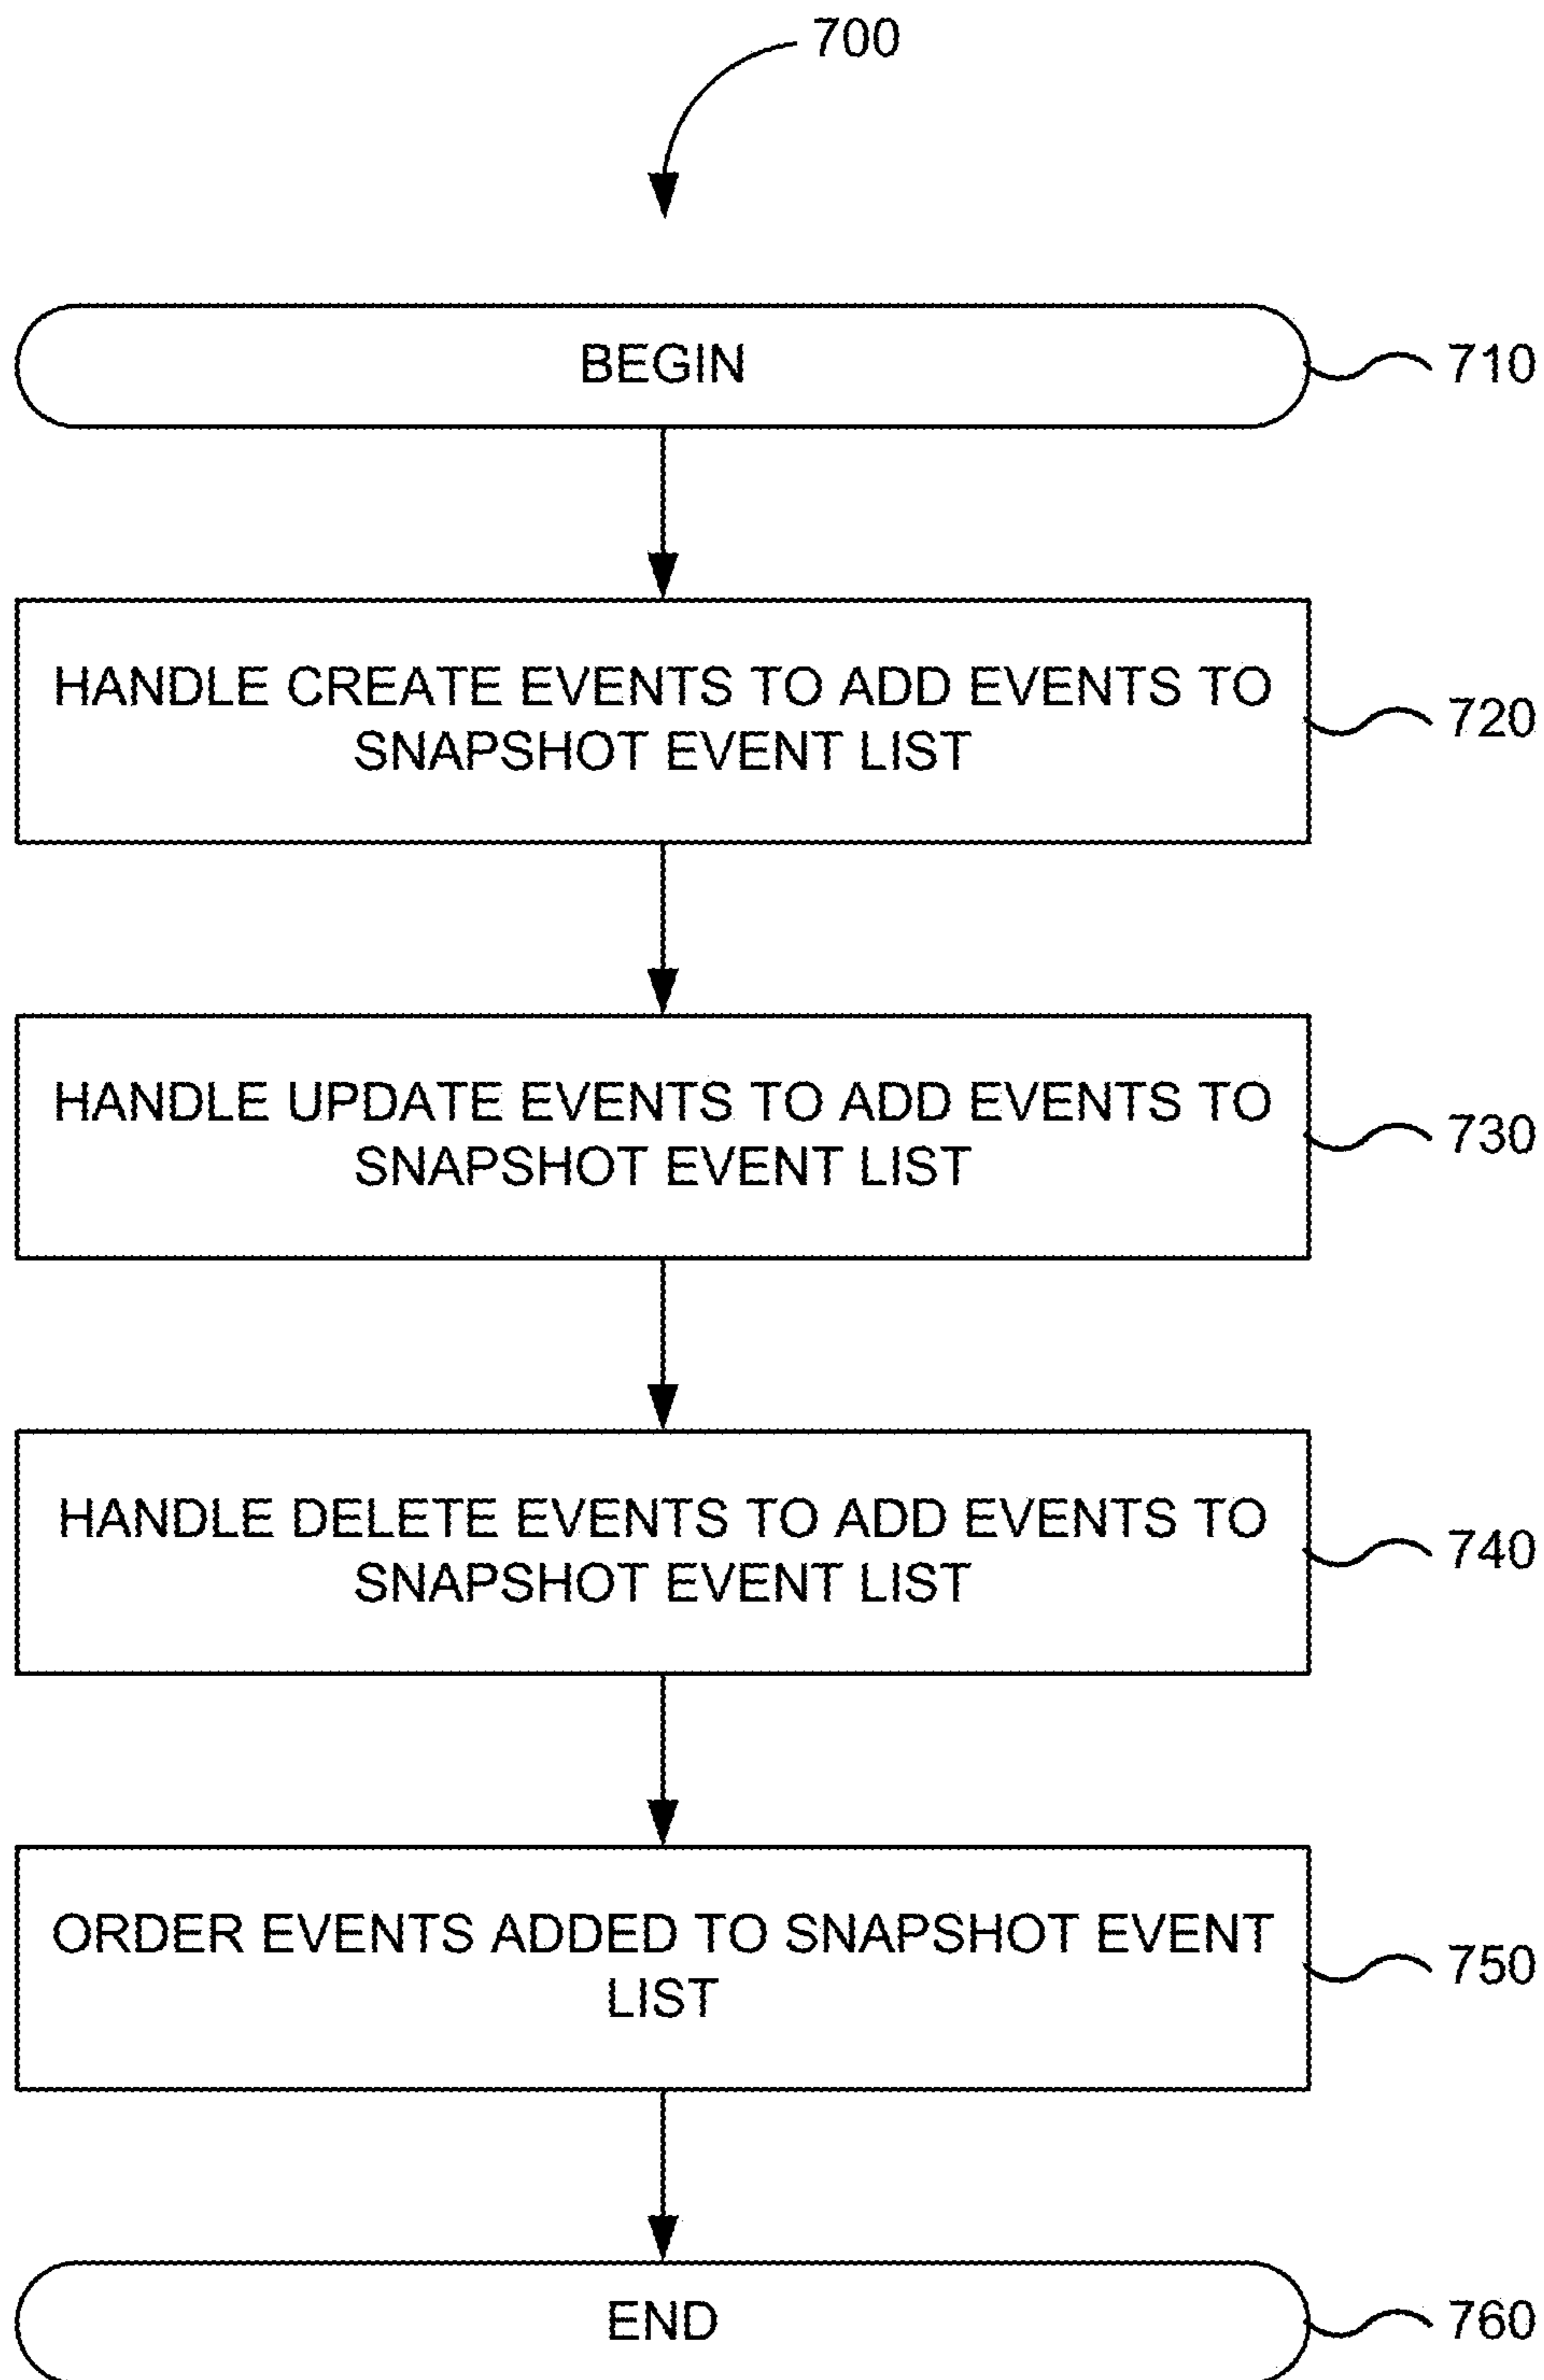 700
BEGIN
710
HANDLE CREATE EVENTS TO ADD EVENTS TO
SNAPSHOT EVENT LIST
720
HANDLE UPDATE EVENTS TO ADD EVENTS TO
SNAPSHOT EVENT LIST
730
HANDLE DELETE EVENTS TO ADD EVENTS TO
SNAPSHOT EVENT LIST
740
ORDER EVENTS ADDED TO SNAPSHOT EVENT
LIST
750
END
760